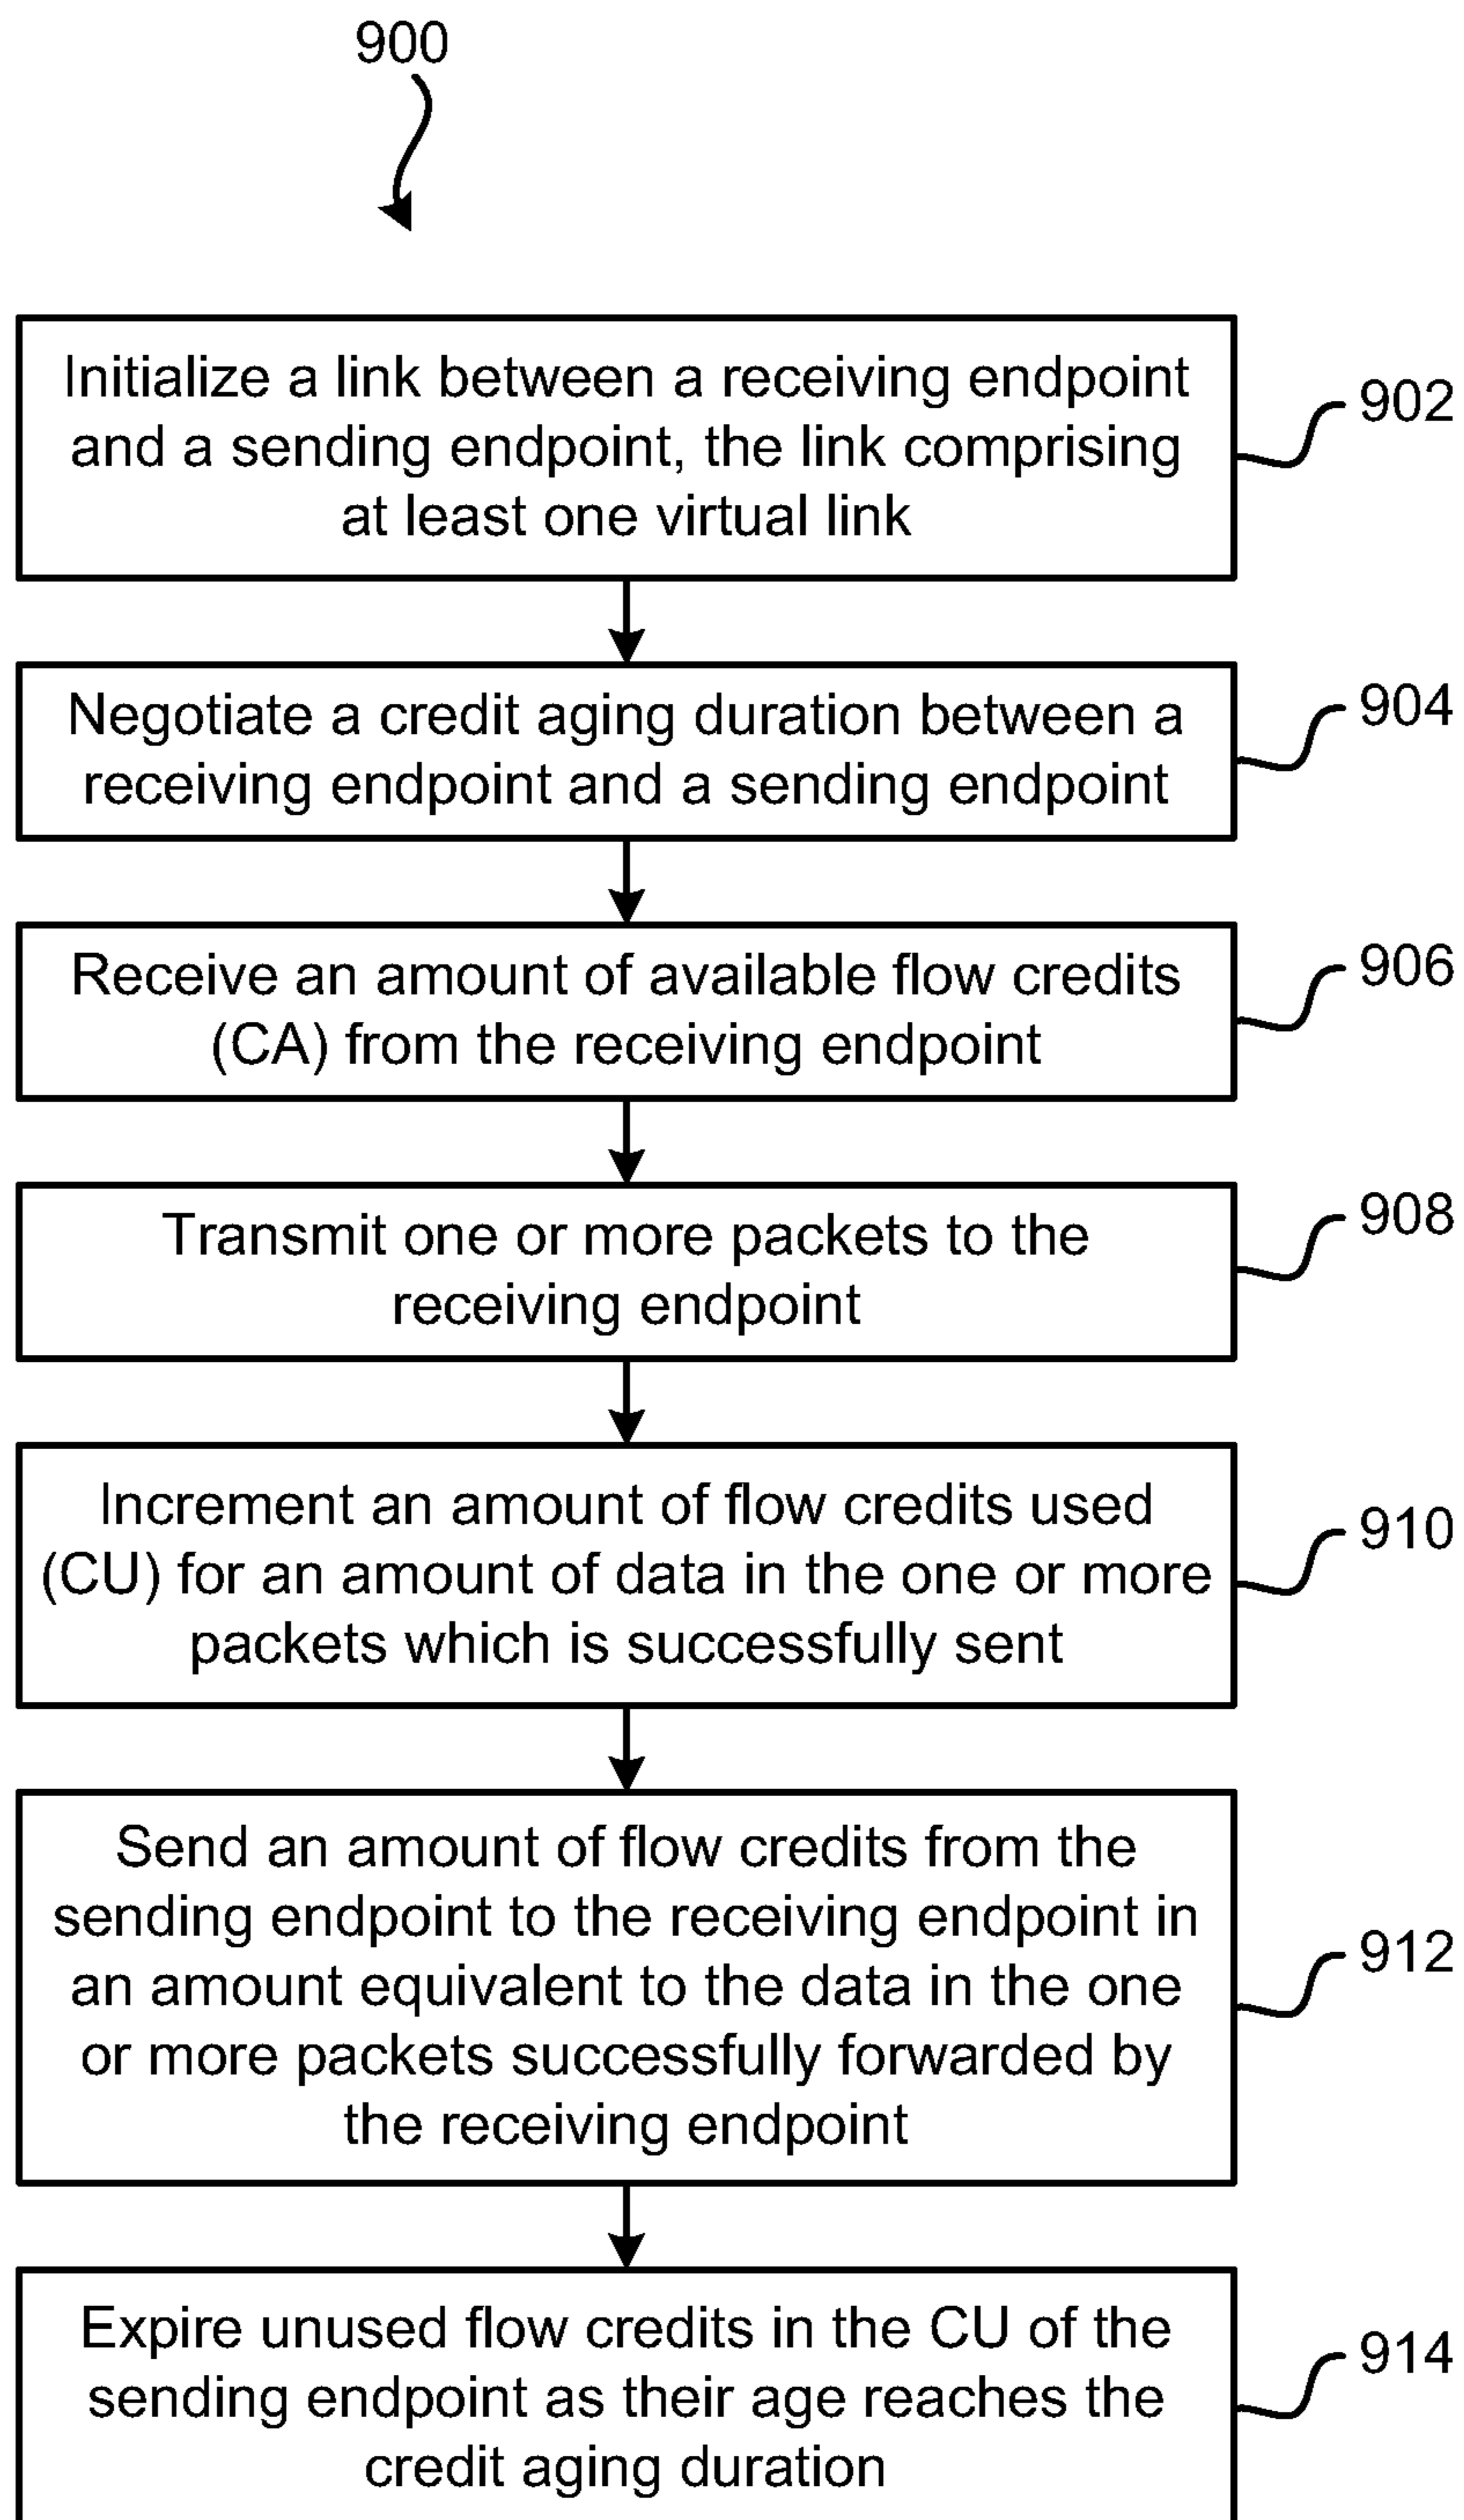 900
Initialize a link between a receiving endpoint
and a sending endpoint, the link comprising
at least one virtual link
902
Negotiate a credit aging duration between a
receiving endpoint and a sending endpoint
904
Receive an amount of available flow credits
(CA) from the receiving endpoint
906
Transmit one or more packets to the
receiving endpoint
908
Increment an amount of flow credits used
(CU) for an amount of data in the one or more
packets which is successfully sent
910
Send an amount of flow credits from the
sending endpoint to the receiving endpoint in
an amount equivalent to the data in the one
or more packets successfully forwarded by
the receiving endpoint
912
Expire unused flow credits in the CU of the
sending endpoint as their age reaches the
credit aging duration
914